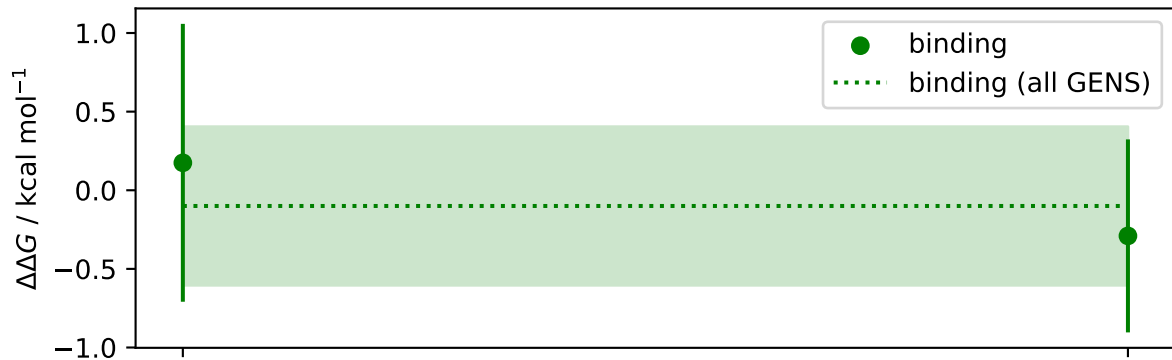 1.0
0.5
0.0
−0.5
−1.0
ΔΔG / kcal mol⁻¹
binding
binding (all GENS)